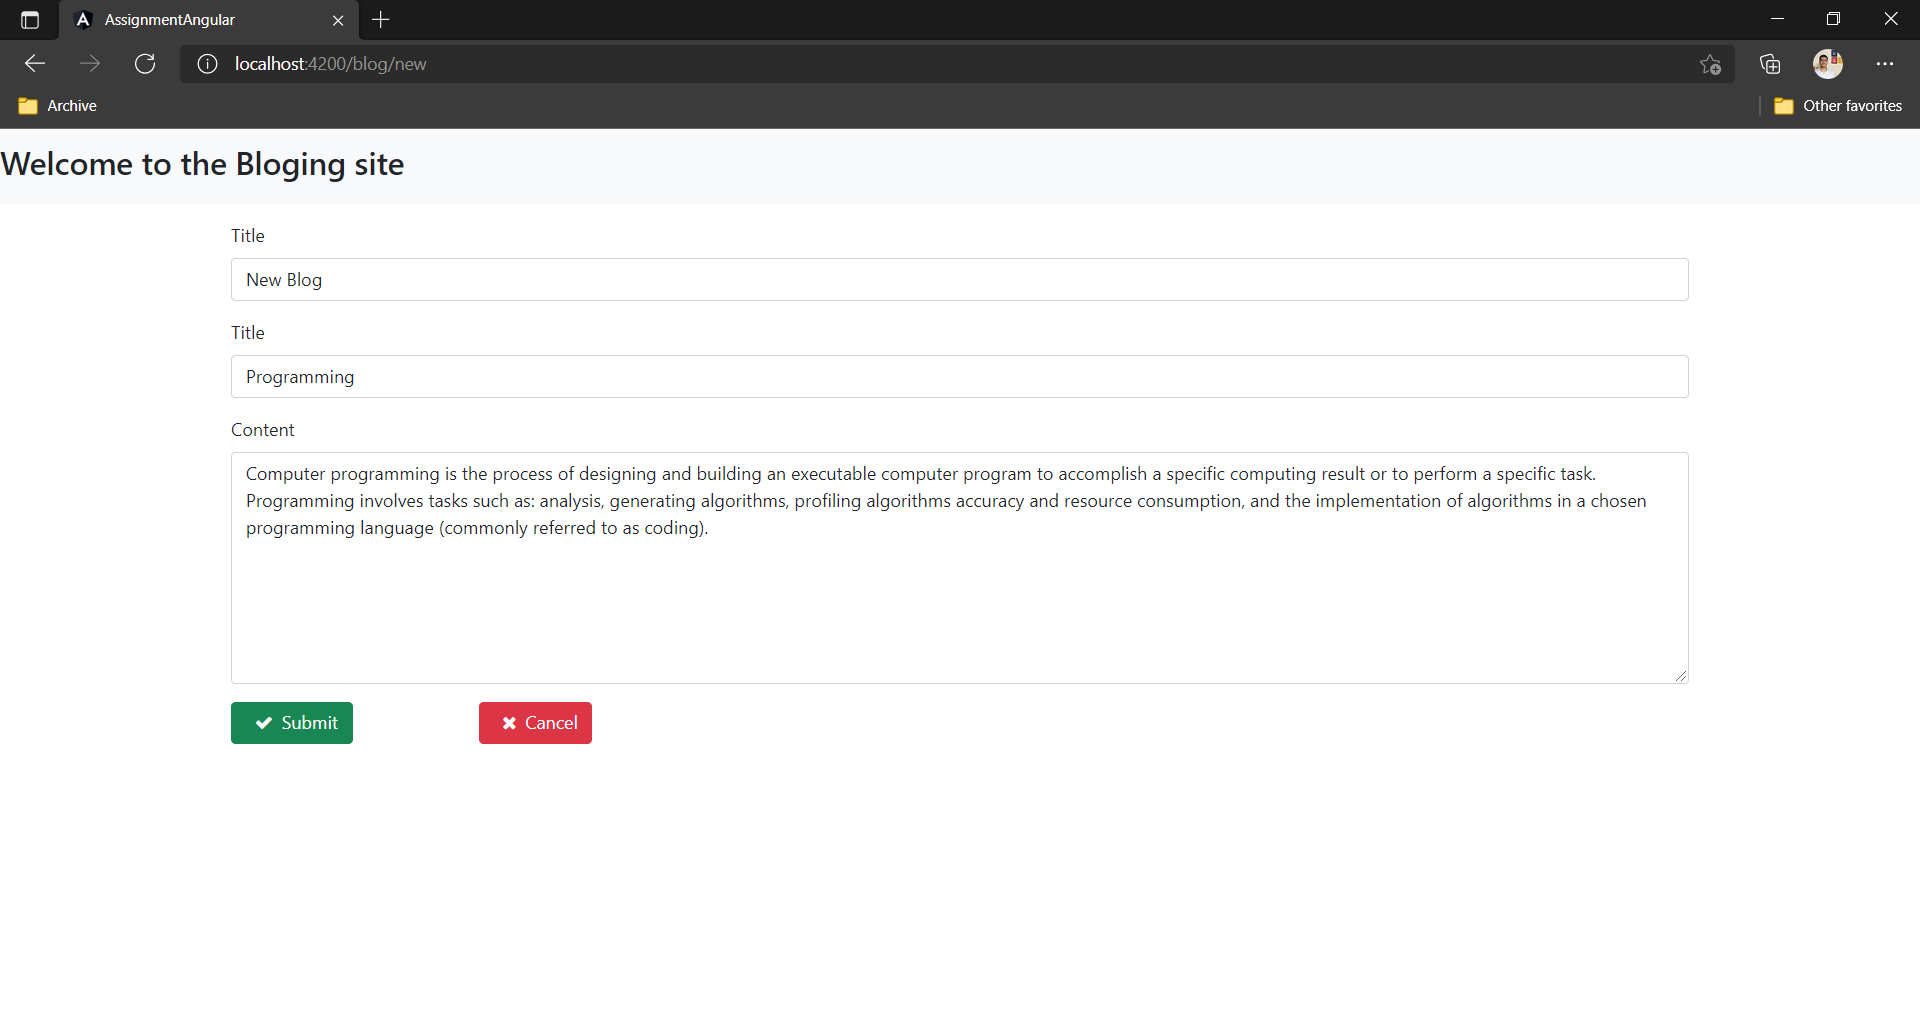 AssignmentAngular
localhost:4200/blog/new
Archive
Other favorites
Welcome to the Bloging site
Title
New Blog
Title
Programming
Content
Computer programming is the process of designing and building an executable computer program to accomplish a specific computing result or to perform a specific task.
Programming involves tasks such as: analysis, generating algorithms, profiling algorithms accuracy and resource consumption, and the implementation of algorithms in a chosen
programming language (commonly referred to as coding).
Submit
Cancel